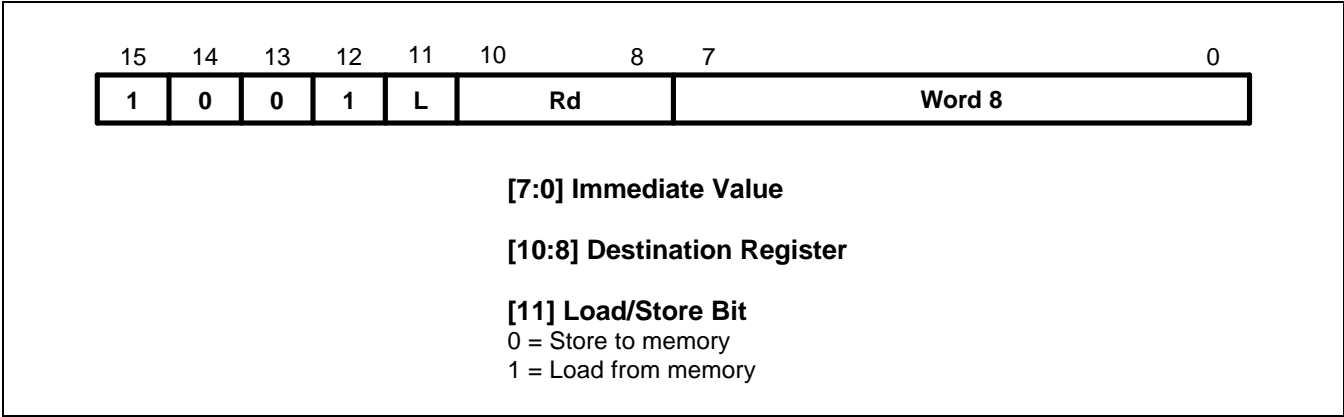 15 14 13 12 11 10 8 7 0
1 0 0 1 L Rd Word 8
[7:0] Immediate Value
[10:8] Destination Register
[11] Load/Store Bit
0 = Store to memory
1 = Load from memory